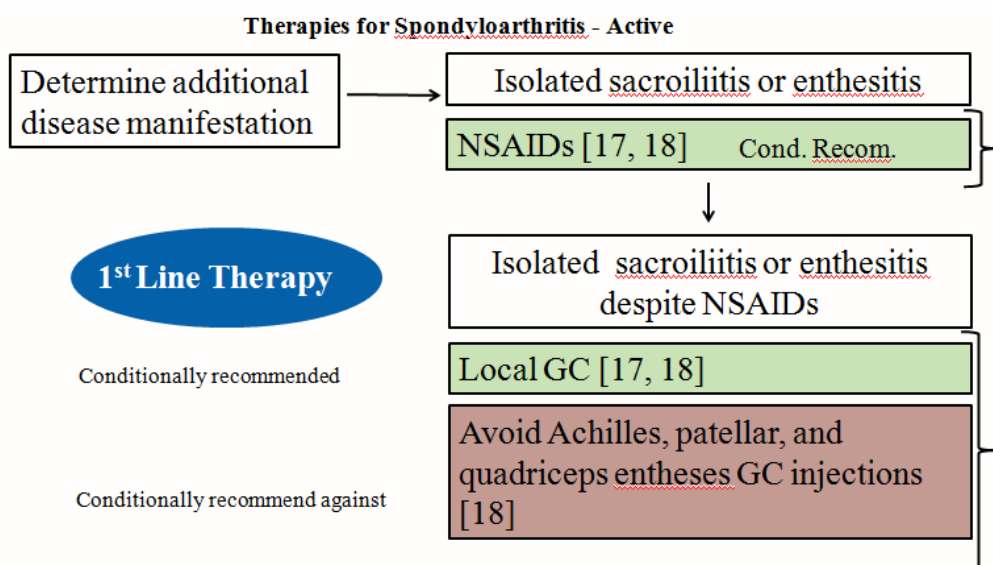 Therapies for Spondyloarthritis - Active
Determine additional
disease manifestation
Isolated sacroiliitis or enthesitis
NSAIDs [17, 18] Cond. Recom.
1st Line Therapy
Isolated sacroiliitis or enthesitis
despite NSAIDs
Conditionally recommended
Local GC [17, 18]
Conditionally recommend against
Avoid Achilles, patellar, and
quadriceps entheses GC injections
[18]